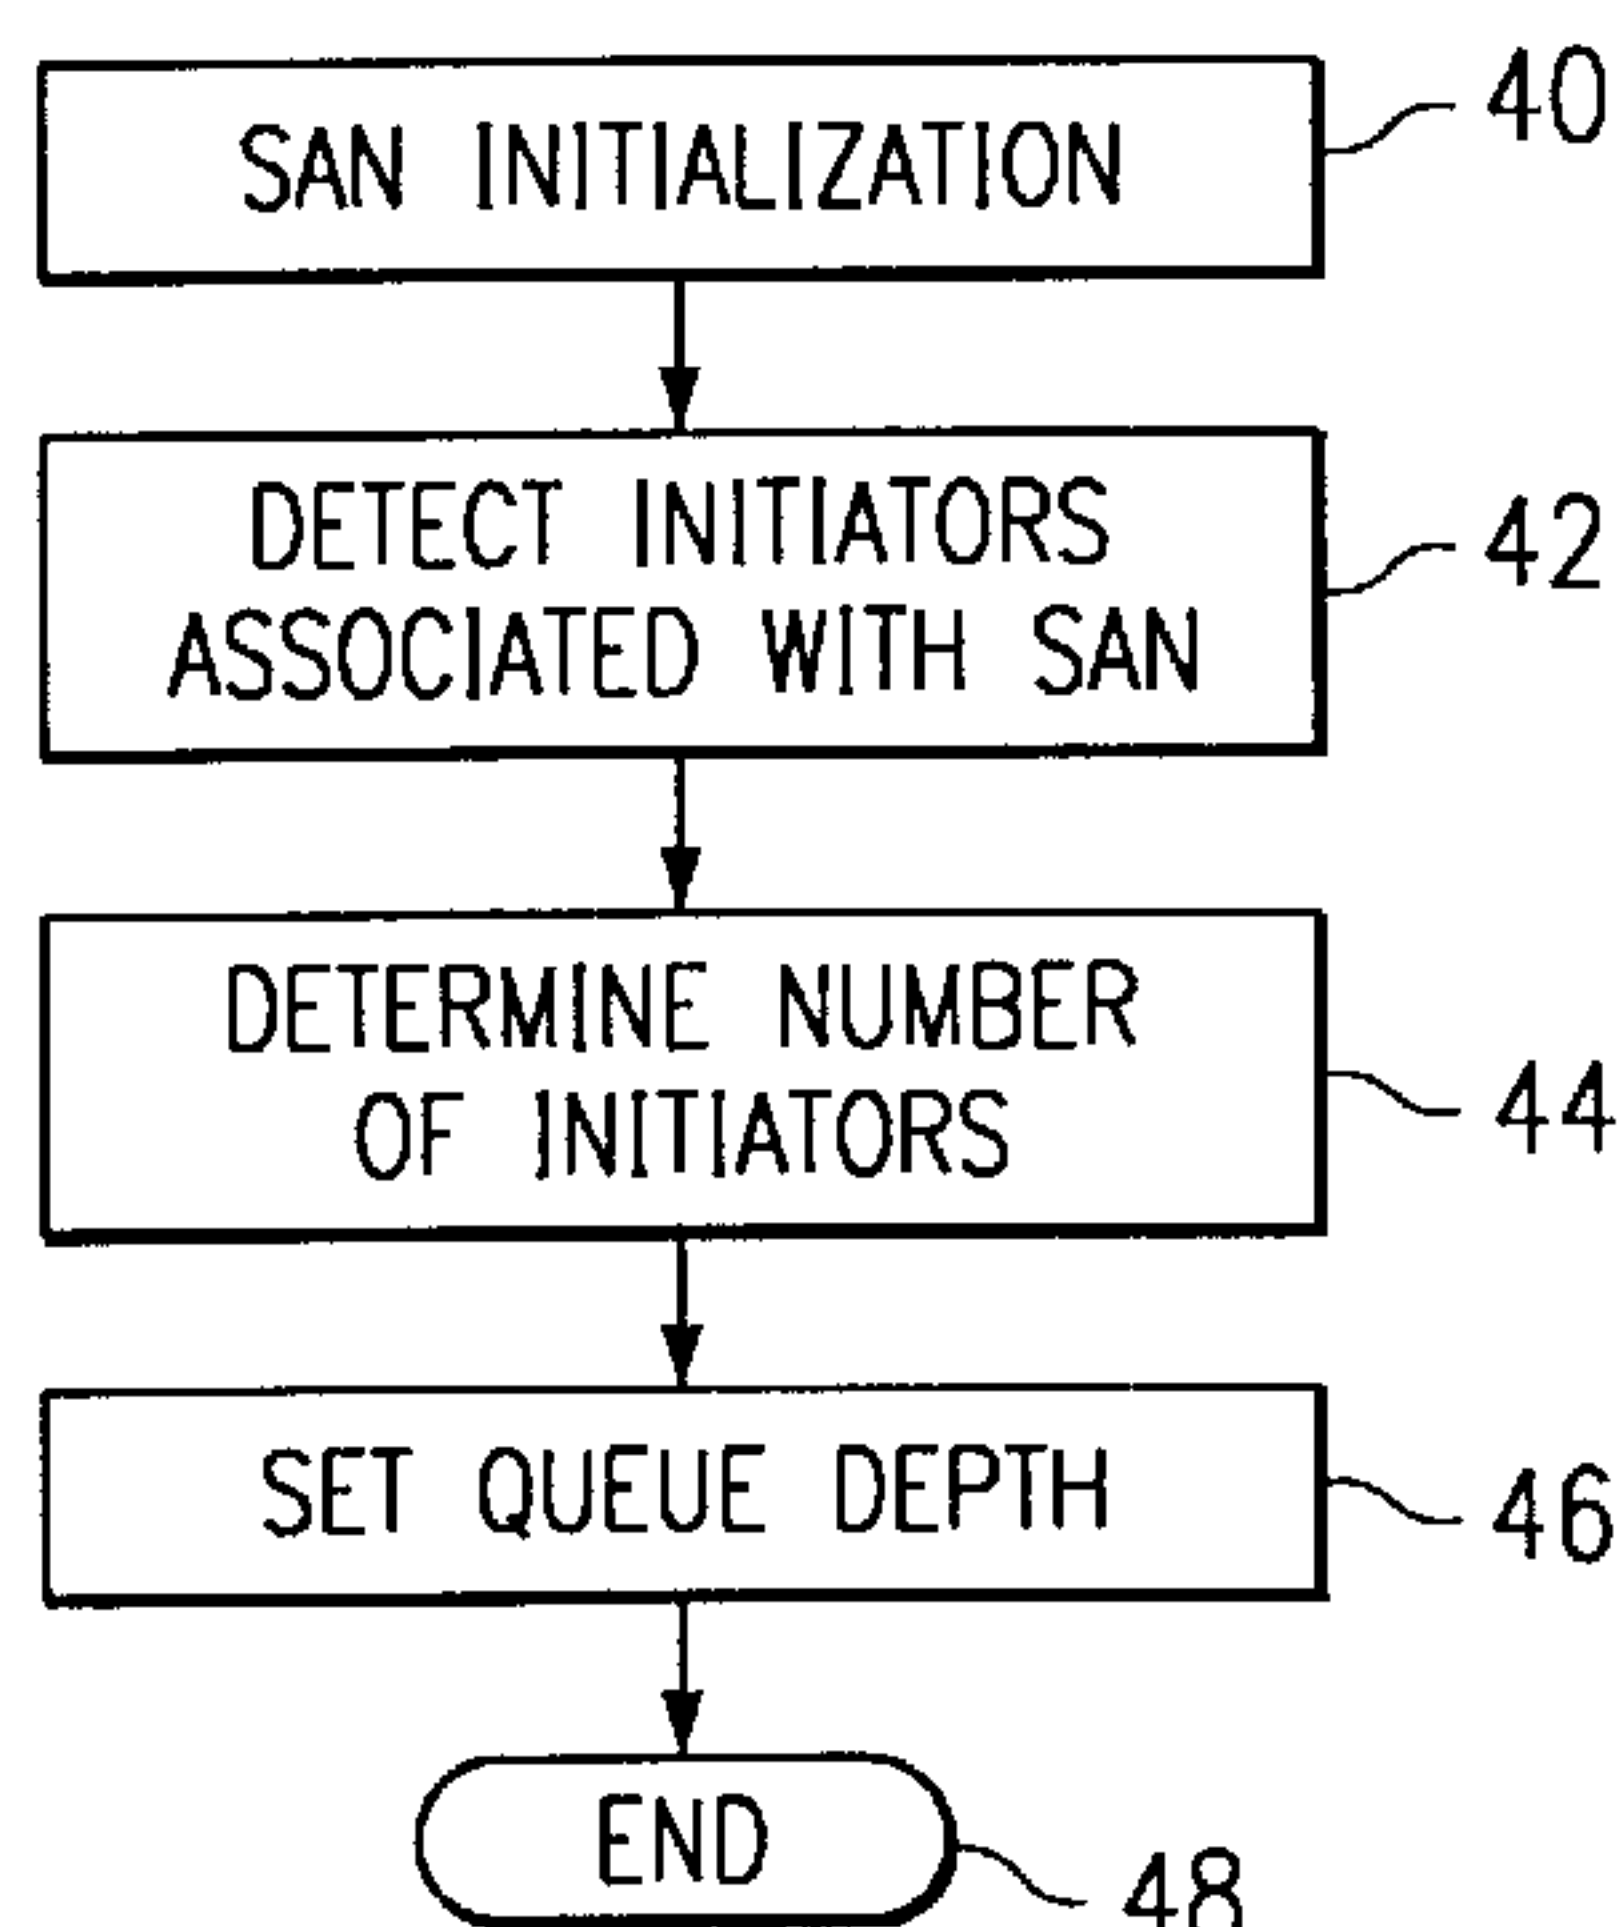 SAN INITIALIZATION
40
DETECT INITIATORS
ASSOCIATED WITH SAN
42
DETERMINE NUMBER
OF INITIATORS
44
SET QUEUE DEPTH
46
END
48